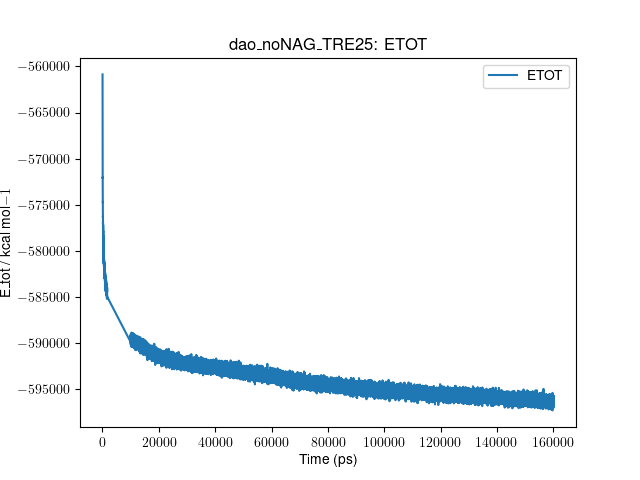 dao_noNAG_TRE25: ETOT
ETOT
E_tot / kcal mol−1
−560000
−565000
−570000
−575000
−580000
−585000
−590000
−595000
0 20000 40000 60000 80000 100000 120000 140000 160000
Time (ps)